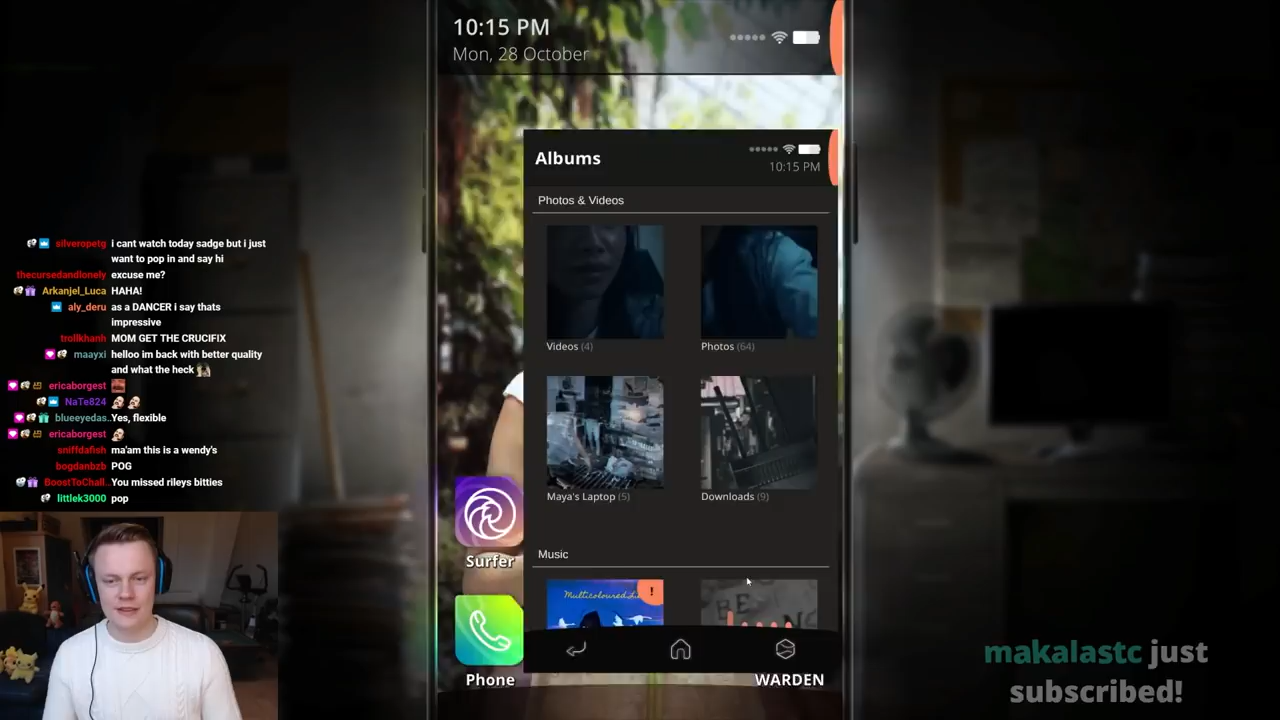 10:15 PM
Mon, 28 October
Albums
10:15 PM
Photos & Videos
Videos (4)
Photos (64)
Maya's Laptop (5)
Downloads (9)
Music
Multicoloured
!
BE
Surfer
Phone
WARDEN
silveropetg i cant watch today sadge but i just
want to pop in and say hi
thecursedandlonely excuse me?
Arkanjel_Luca HAHA!
aly_deru as a DANCER i say thats
impressive
trollkhanh MOM GET THE CRUCIFIX
maayxi helloo im back with better quality
and what the heck
ericaborgest
NaTe824
blueeyedas.. Yes, flexible
ericaborgest
sniffdafish ma'am this is a wendy's
bogdanbzb POG
BoostToChall.. You missed rileys bitties
littlek3000 pop
makalastc just
subscribed!